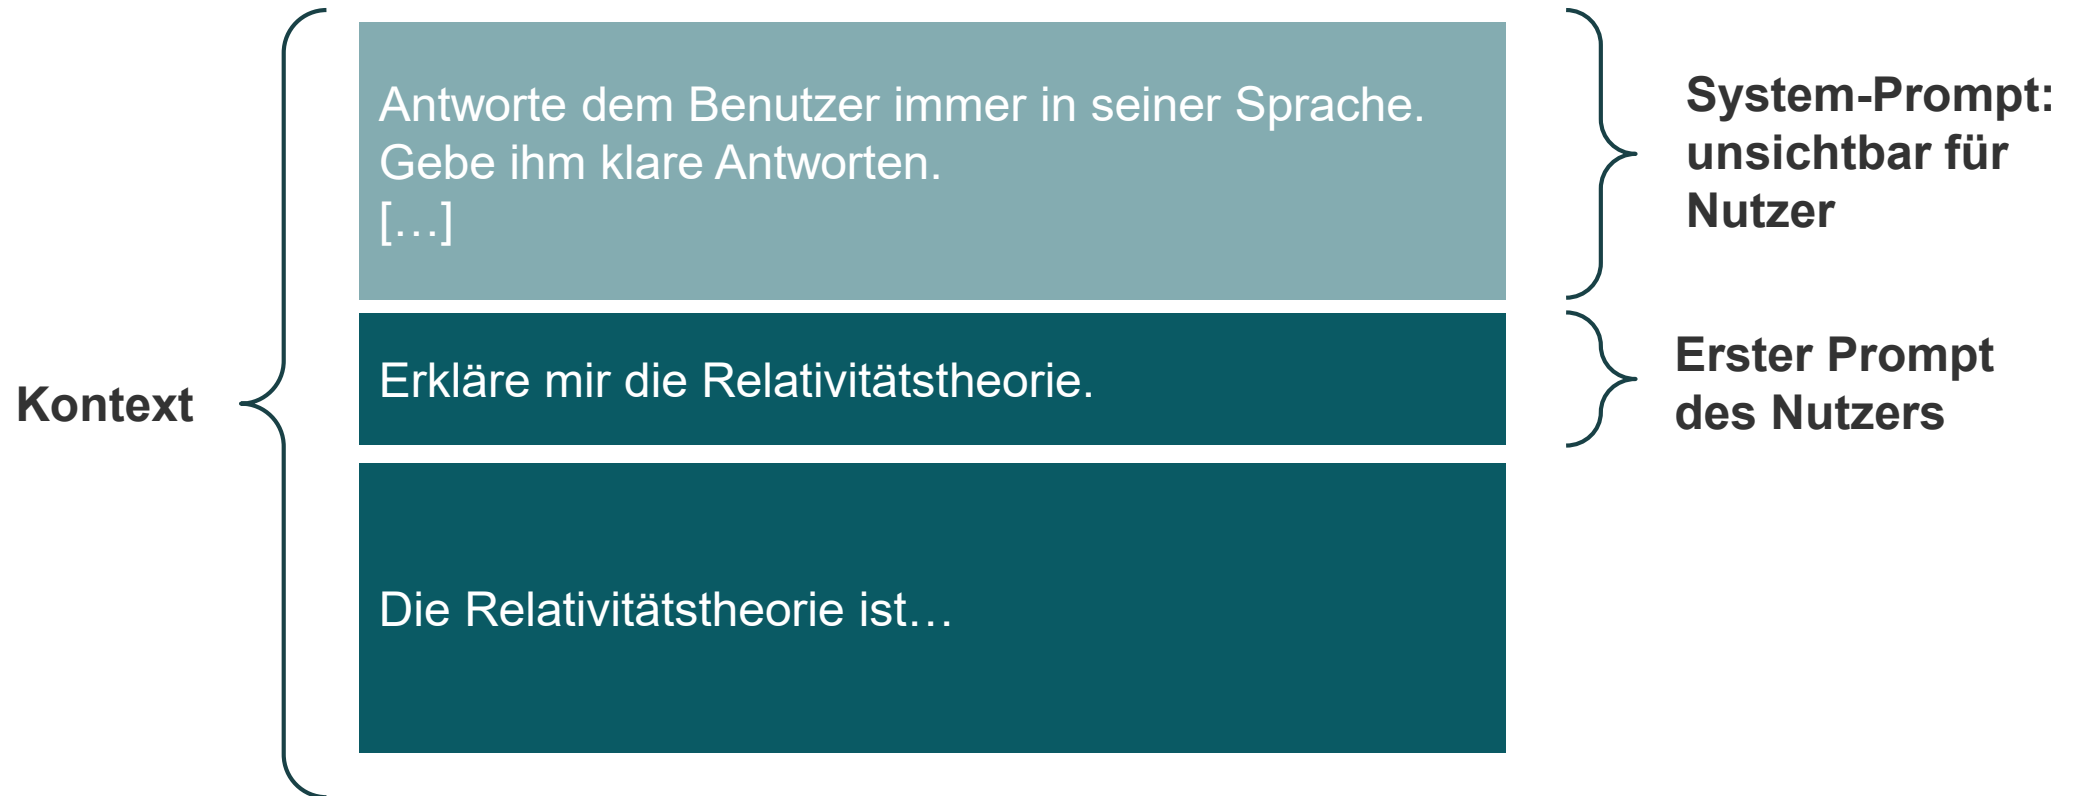 Antworte dem Benutzer immer in seiner Sprache.
Gebe ihm klare Antworten.
[…]
System-Prompt:
unsichtbar für
Nutzer
Kontext
Erkläre mir die Relativitätstheorie.
Erster Prompt
des Nutzers
Die Relativitätstheorie ist…